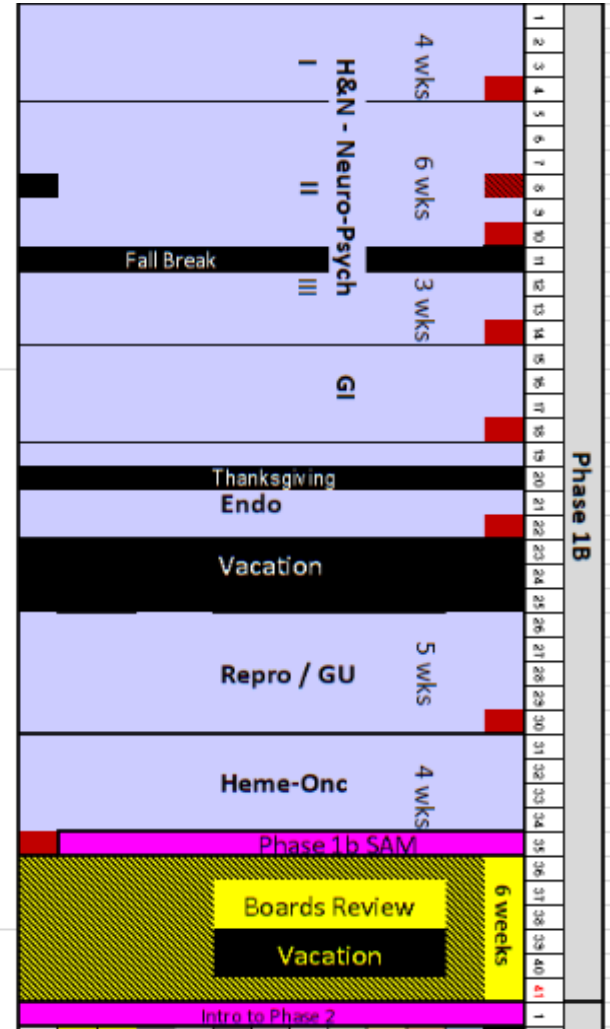 Phase 1B
1
2
3
4
5
6
7
8
9
10
11
12
13
14
15
16
17
18
19
20
21
22
23
24
25
26
27
28
29
30
31
32
33
34
35
36
37
38
39
40
41
1
H&N - Neuro-Psych
4 wks
I
6 wks
II
Fall Break
3 wks
III
GI
Thanksgiving
Endo
Vacation
5 wks
Repro / GU
4 wks
Heme-Onc
Phase 1b SAM
6 weeks
Boards Review
Vacation
Intro to Phase 2